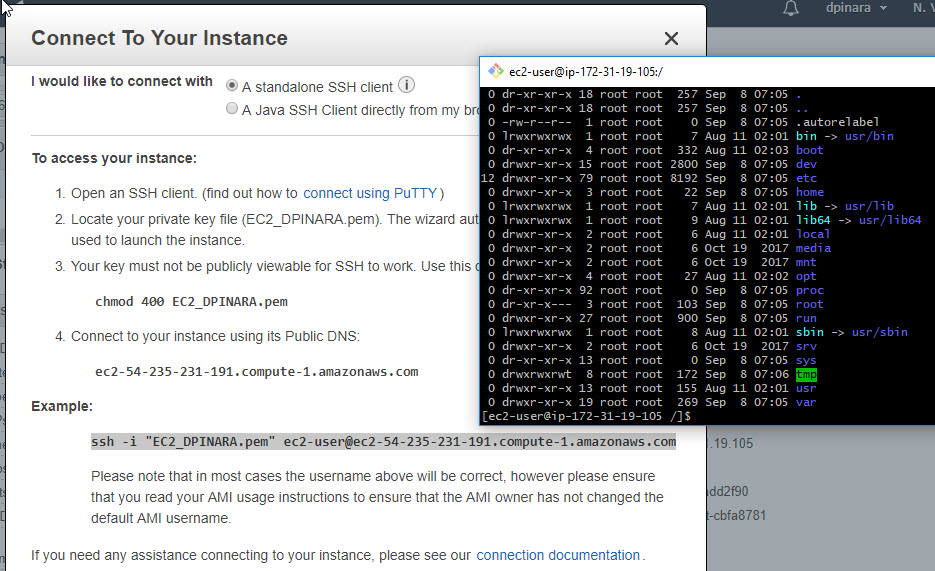 dpinara
N. V
Connect To Your Instance
I would like to connect with
A standalone SSH client
A Java SSH Client directly from my bro
To access your instance:
1. Open an SSH client. (find out how to connect using PuTTY )
2. Locate your private key file (EC2_DPINARA.pem). The wizard aut
used to launch the instance.
3. Your key must not be publicly viewable for SSH to work. Use this c
chmod 400 EC2_DPINARA.pem
4. Connect to your instance using its Public DNS:
ec2-54-235-231-191.compute-1.amazonaws.com
Example:
ssh -i "EC2_DPINARA.pem" ec2-user@ec2-54-235-231-191.compute-1.amazonaws.com
Please note that in most cases the username above will be correct, however please ensure
that you read your AMI usage instructions to ensure that the AMI owner has not changed the
default AMI username.
If you need any assistance connecting to your instance, please see our connection documentation .
ec2-user@ip-172-31-19-105:/
0 dr-xr-xr-x 18 root root 257 Sep 8 07:05 .
0 dr-xr-xr-x 18 root root 257 Sep 8 07:05 ..
0 -rw-r--r-- 1 root root 0 Sep 8 07:05 .autorelabel
0 lrwxrwxrwx 1 root root 7 Aug 11 02:01 bin -> usr/bin
0 dr-xr-xr-x 4 root root 332 Aug 11 02:03 boot
0 drwxr-xr-x 15 root root 2800 Sep 8 07:05 dev
12 drwxr-xr-x 79 root root 8192 Sep 8 07:05 etc
0 drwxr-xr-x 3 root root 22 Sep 8 07:05 home
0 lrwxrwxrwx 1 root root 7 Aug 11 02:01 lib -> usr/lib
0 lrwxrwxrwx 1 root root 9 Aug 11 02:01 lib64 -> usr/lib64
0 drwxr-xr-x 2 root root 6 Aug 11 02:01 local
0 drwxr-xr-x 2 root root 6 Oct 19 2017 media
0 drwxr-xr-x 2 root root 6 Oct 19 2017 mnt
0 drwxr-xr-x 4 root root 27 Aug 11 02:02 opt
0 dr-xr-xr-x 92 root root 0 Sep 8 07:05 proc
0 dr-xr-x--- 3 root root 103 Sep 8 07:05 root
0 drwxr-xr-x 27 root root 900 Sep 8 07:05 run
0 lrwxrwxrwx 1 root root 8 Aug 11 02:01 sbin -> usr/sbin
0 drwxr-xr-x 2 root root 6 Oct 19 2017 srv
0 dr-xr-xr-x 13 root root 0 Sep 8 07:05 sys
0 drwxrwxrwt 8 root root 172 Sep 8 07:06 tmp
0 drwxr-xr-x 13 root root 155 Aug 11 02:01 usr
0 drwxr-xr-x 19 root root 269 Sep 8 07:05 var
[ec2-user@ip-172-31-19-105 /]$
.19.105
add2f90
t-cbfa8781